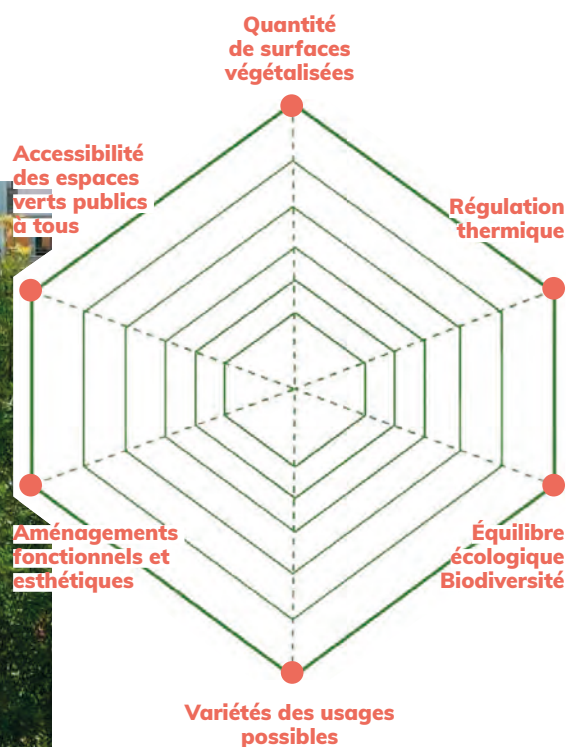 Quantité
de surfaces
végétalisées
Accessibilité
des espaces
verts publics
à tous
Régulation
thermique
Aménagements
fonctionnels et
esthétiques
Équilibre
écologique
Biodiversité
Variétés des usages
possibles